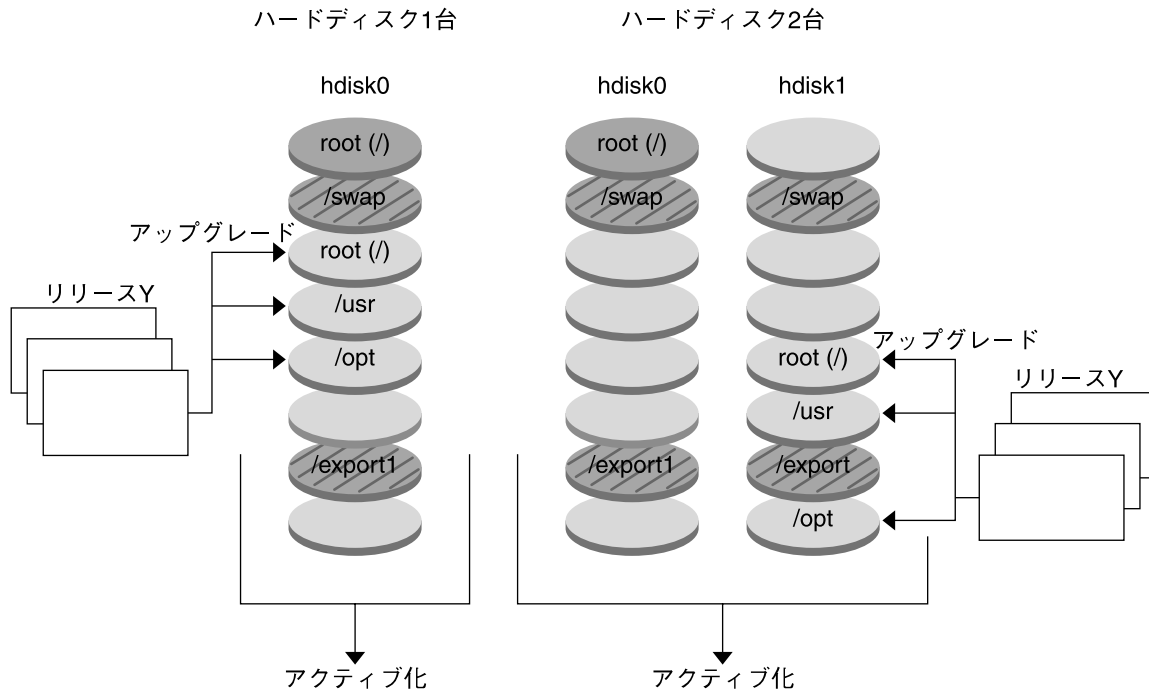 ハードディスク1台
ハードディスク2台
hdisk0
hdisk0
hdisk1
root (/)
/swap
アップグレード
root (/)
リリースY
/usr
/opt
/export1
アクティブ化
root (/)
/swap
/export1
/swap
アップグレード
root (/)
リリースY
/usr
/export
/opt
アクティブ化